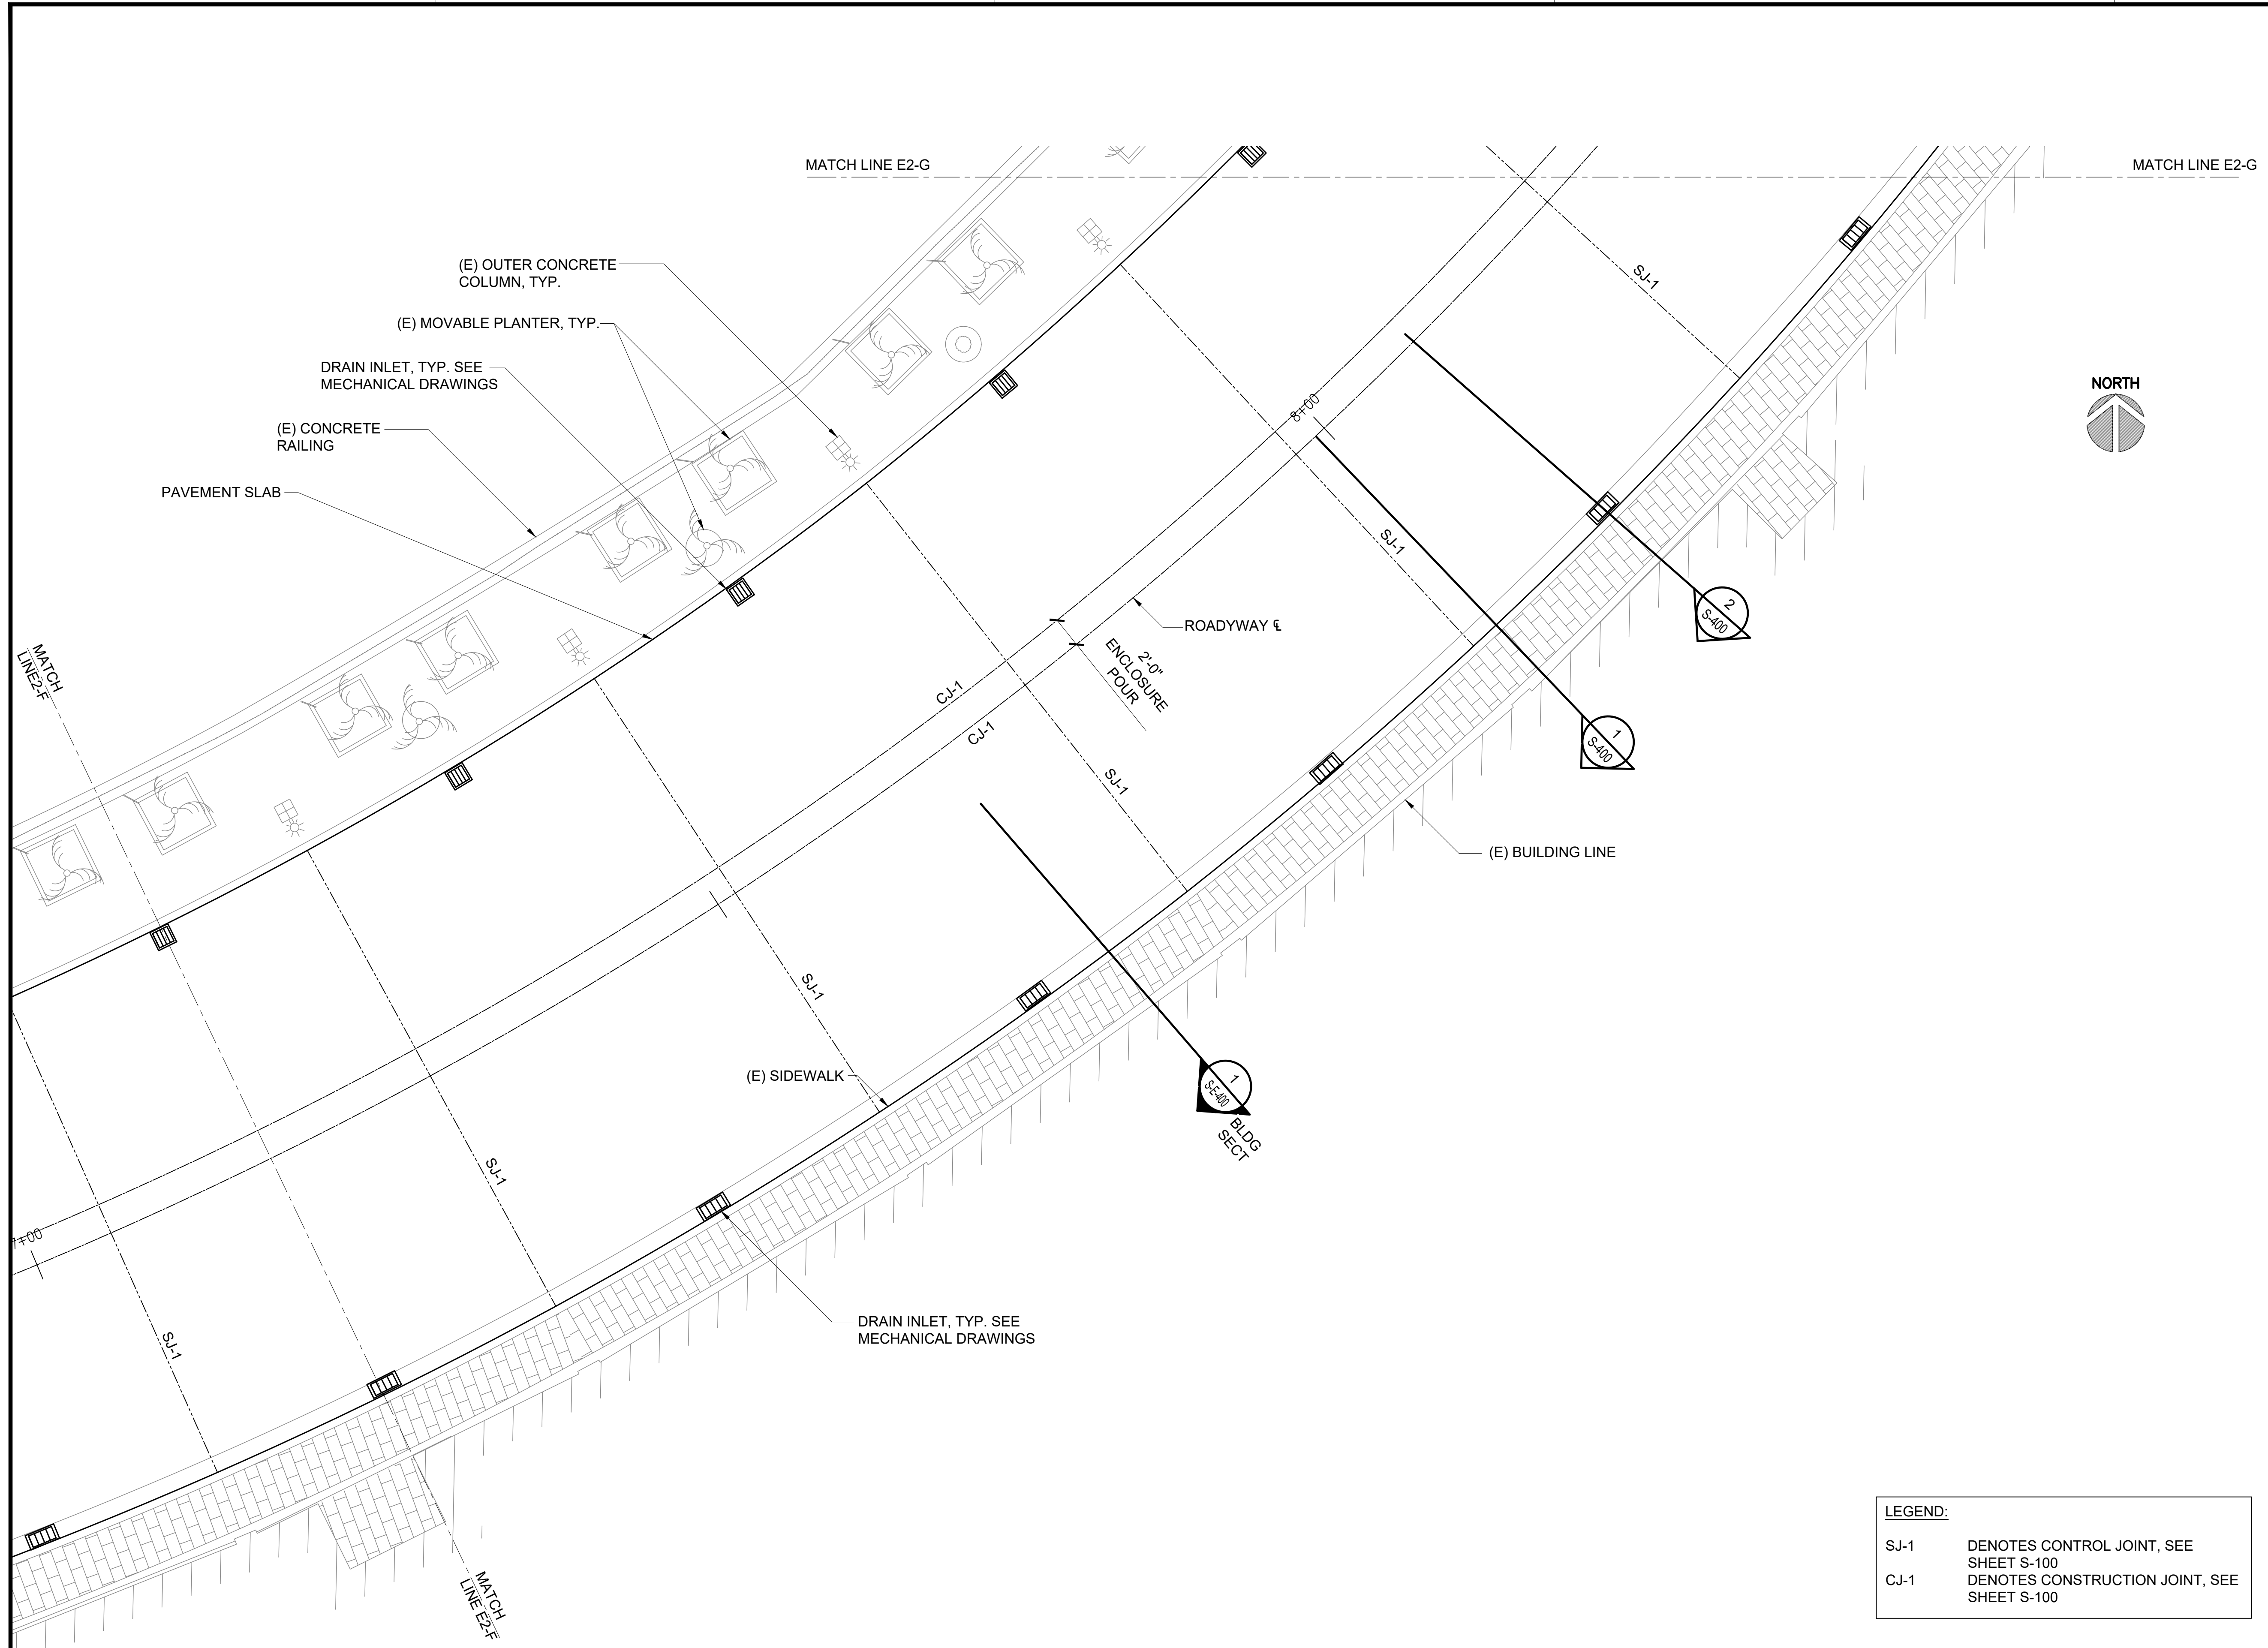 MATCH LINE E2-G
MATCH LINE E2-G
(E) OUTER CONCRETE
COLUMN, TYP.
(E) MOVABLE PLANTER, TYP.
DRAIN INLET, TYP. SEE
MECHANICAL DRAWINGS
(E) CONCRETE
RAILING
PAVEMENT SLAB
SJ-1
NORTH
8+00
SJ-1
ROADYWAY ℄
2
S-400
2'-0"
ENCLOSURE
POUR
MATCH
LINE2-F
CJ-1
CJ-1
1
S-400
SJ-1
(E) BUILDING LINE
SJ-1
(E) SIDEWALK
1
S-E-400
BLDG
SECT
SJ-1
7+00
SJ-1
DRAIN INLET, TYP. SEE
MECHANICAL DRAWINGS
MATCH
LINE E2-F
LEGEND:
SJ-1 DENOTES CONTROL JOINT, SEE
SHEET S-100
CJ-1 DENOTES CONSTRUCTION JOINT, SEE
SHEET S-100